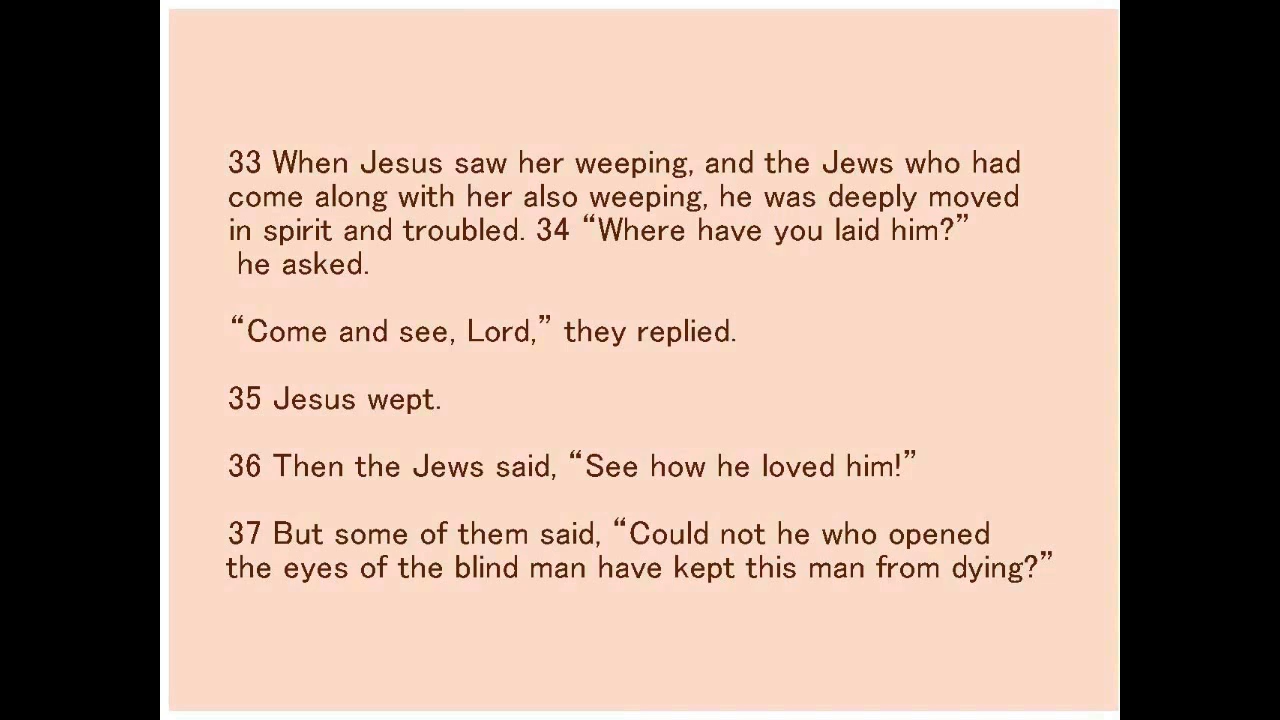 33 When Jesus saw her weeping, and the Jews who had
come along with her also weeping, he was deeply moved
in spirit and troubled. 34 “Where have you laid him?”
he asked.
“Come and see, Lord,” they replied.
35 Jesus wept.
36 Then the Jews said, “See how he loved him!”
37 But some of them said, “Could not he who opened
the eyes of the blind man have kept this man from dying?”